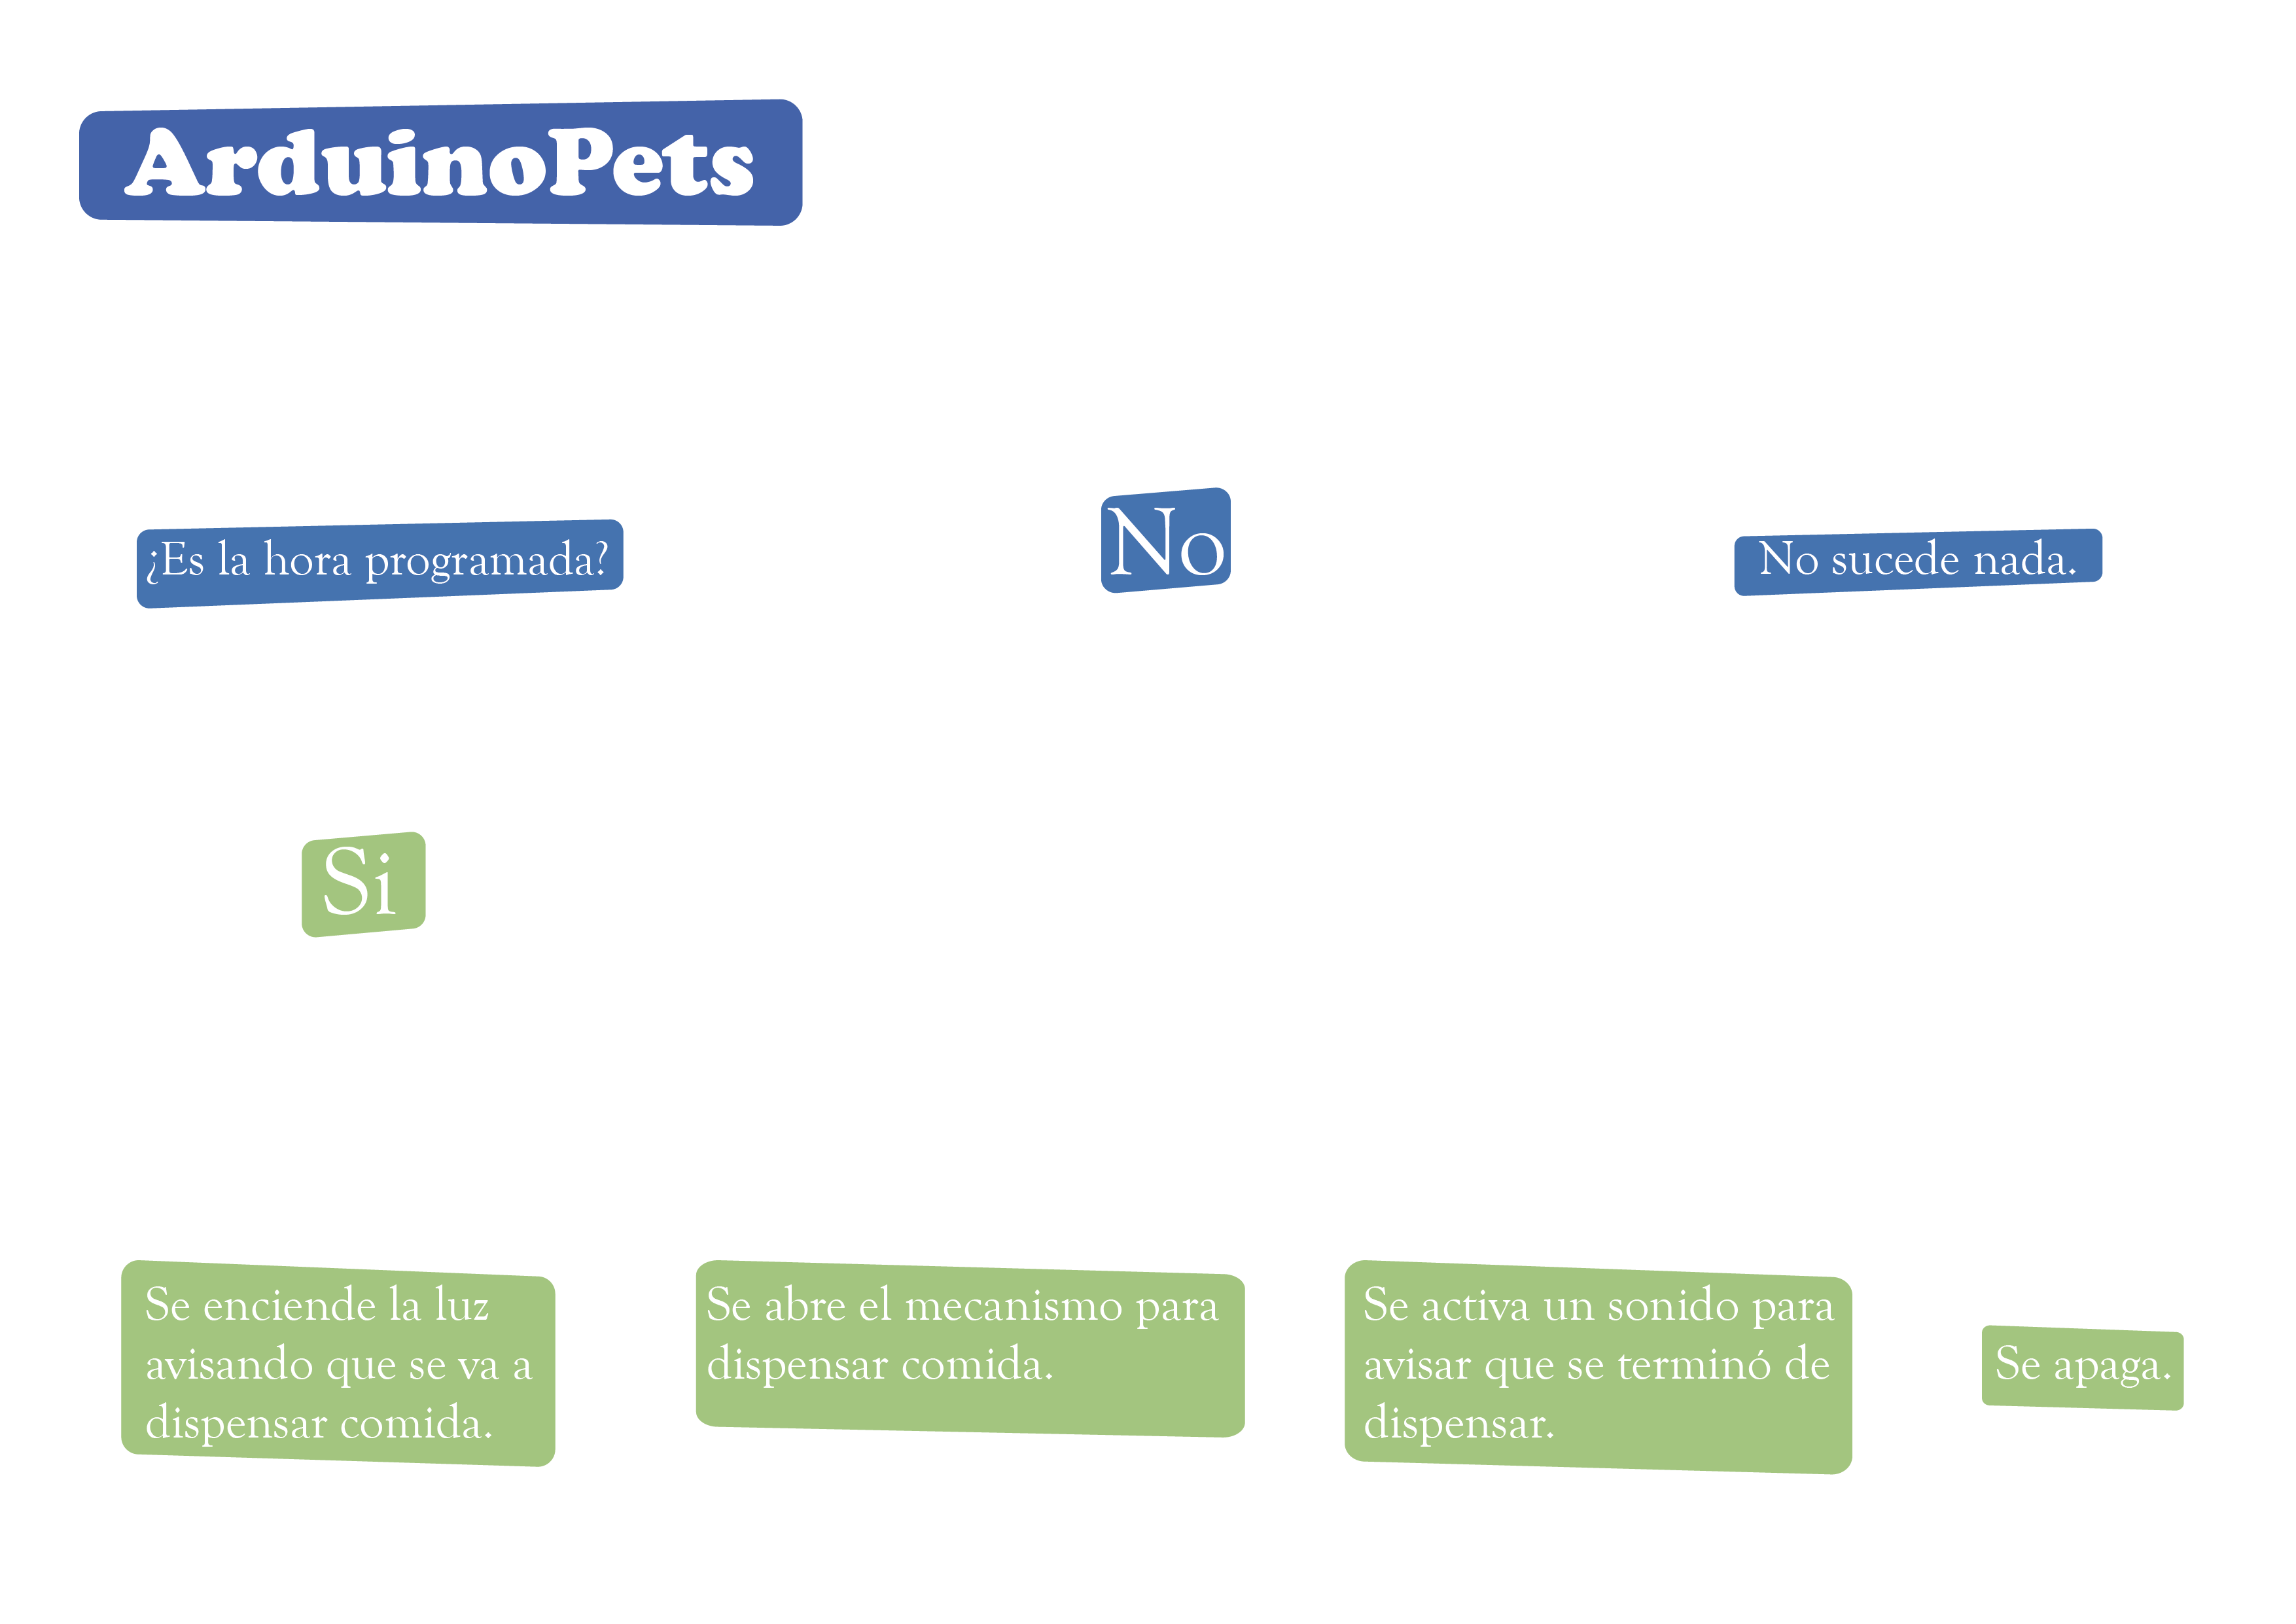 ArduinoPets
¿Es la hora programada?
No
No sucede nada.
Si
Se enciende la luz
avisando que se va a
dispensar comida.
Se abre el mecanismo para
dispensar comida.
Se activa un sonido para
avisar que se terminó de
dispensar.
Se apaga.